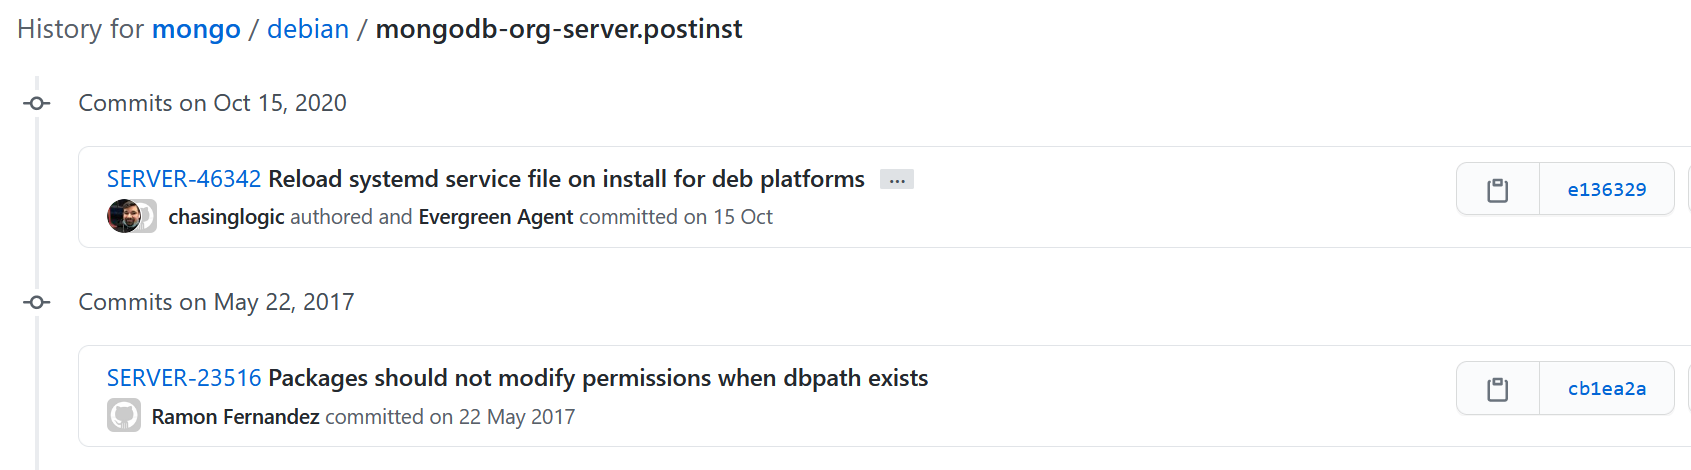 History for mongo / debian / mongodb-org-server.postinst
Commits on Oct 15, 2020
SERVER-46342 Reload systemd service file on install for deb platforms ...
e136329
chasinglogic authored and Evergreen Agent committed on 15 Oct
Commits on May 22, 2017
SERVER-23516 Packages should not modify permissions when dbpath exists
cb1ea2a
Ramon Fernandez committed on 22 May 2017